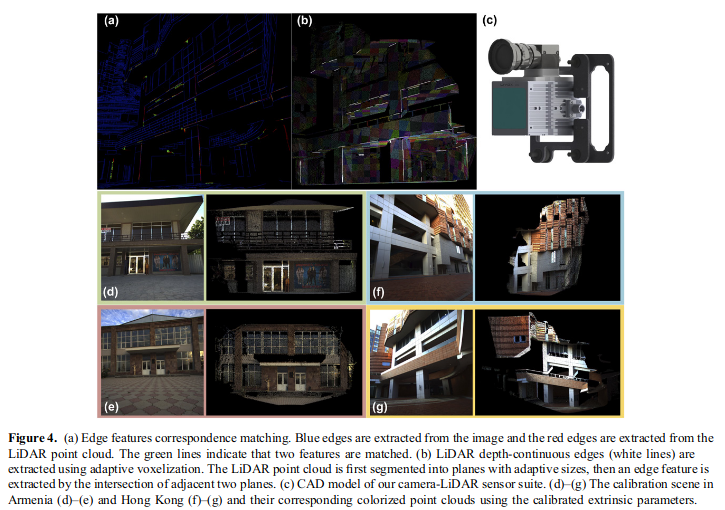 (a)
(b)
(c)
(d)
(f)
(e)
(g)
Figure 4. (a) Edge features correspondence matching. Blue edges are extracted from the image and the red edges are extracted from the
LiDAR point cloud. The green lines indicate that two features are matched. (b) LiDAR depth-continuous edges (white lines) are
extracted using adaptive voxelization. The LiDAR point cloud is first segmented into planes with adaptive sizes, then an edge feature is
extracted by the intersection of adjacent two planes. (c) CAD model of our camera-LiDAR sensor suite. (d)–(g) The calibration scene in
Armenia (d)–(e) and Hong Kong (f)–(g) and their corresponding colorized point clouds using the calibrated extrinsic parameters.